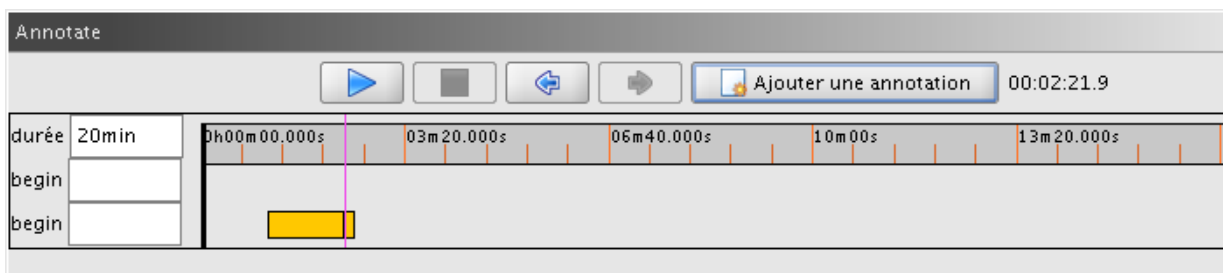 Annotate
Ajouter une annotation 00:02:21.9
durée 20min 0h00m00.000s 03m20.000s 06m40.000s 10m00s 13m20.000s
begin
begin